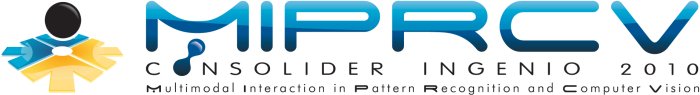 MIPRCV
CONSOLIDER INGENIO 2010
Multimodal Interaction in Pattern Recognition and Computer Vision